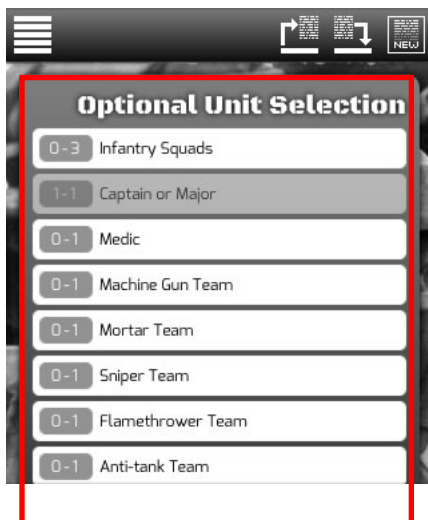 NEW
Optional Unit Selection
0-3 Infantry Squads
1-1 Captain or Major
0-1 Medic
0-1 Machine Gun Team
0-1 Mortar Team
0-1 Sniper Team
0-1 Flamethrower Team
0-1 Anti-tank Team